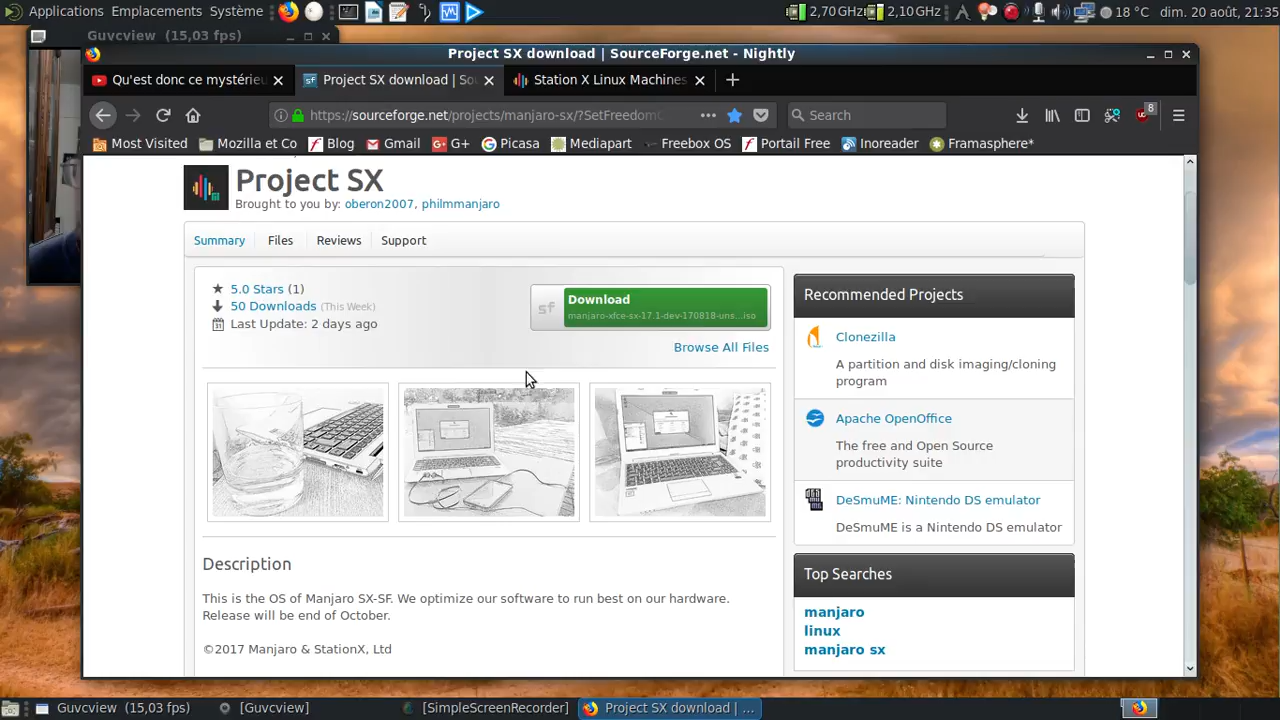 Applications Emplacements Système 2,70 GHz 2,10 GHz 18 °C dim. 20 août, 21:35
Guvcview (15,03 fps)
Project SX download | SourceForge.net - Nightly
Qu'est donc ce mystérieu Project SX download | So Station X Linux Machines
https://sourceforge.net/projects/manjaro-sx/?SetFreedomC Search 8
Most Visited Mozilla et Co Blog Gmail G+ Picasa Mediapart Freebox OS Portail Free Inoreader Framasphere*
Project SX
Brought to you by: oberon2007, philmmanjaro
Summary Files Reviews Support
5.0 Stars (1)
50 Downloads (This Week)
Last Update: 2 days ago
sf Download
manjaro-xfce-sx-17.1-dev-170818-uns...iso
Browse All Files
Description
This is the OS of Manjaro SX-SF. We optimize our software to run best on our hardware.
Release will be end of October.
©2017 Manjaro & StationX, Ltd
Recommended Projects
Clonezilla
A partition and disk imaging/cloning
program
Apache OpenOffice
The free and Open Source
productivity suite
DeSmuME: Nintendo DS emulator
DeSmuME is a Nintendo DS emulator
Top Searches
manjaro
linux
manjaro sx
Guvcview (15,03 fps) [Guvcview] [SimpleScreenRecorder] Project SX download | ...